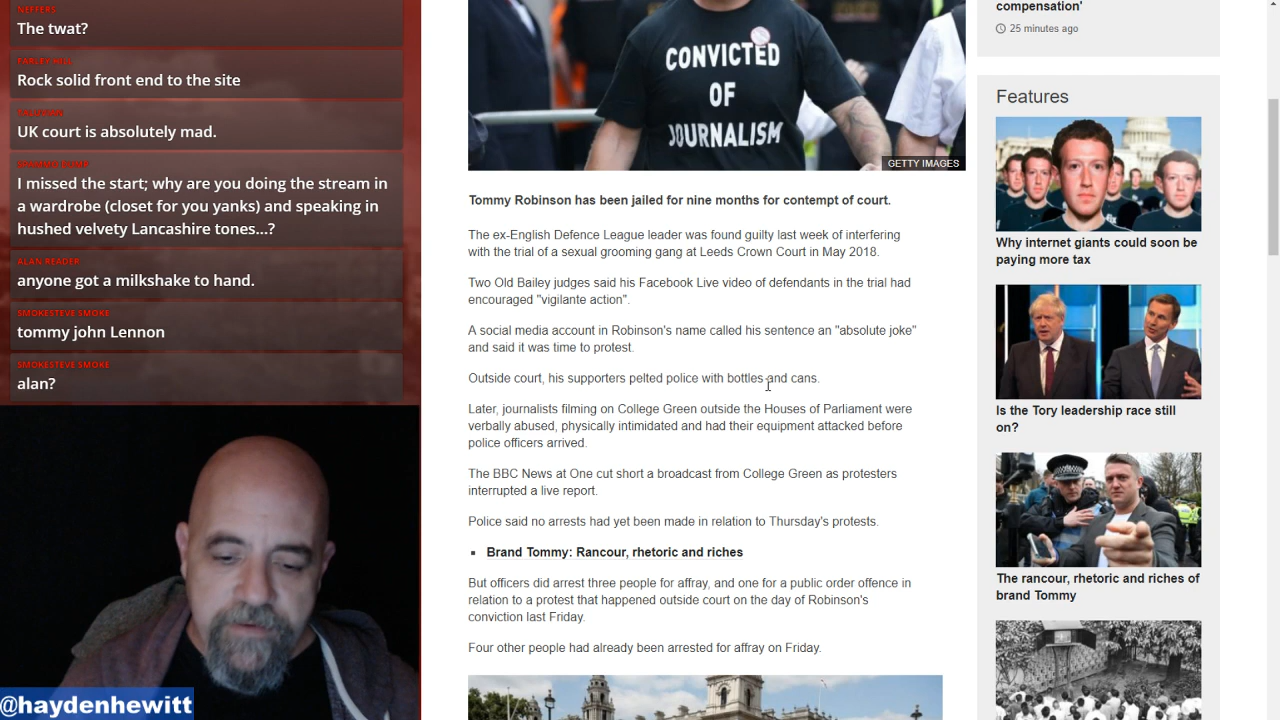 NEFFERS
The twat?
FARLEY HILL
Rock solid front end to the site
UK court is absolutely mad.
I missed the start; why are you doing the stream in
a wardrobe (closet for you yanks) and speaking in
hushed velvety Lancashire tones...?
ALAN READER
anyone got a milkshake to hand.
SMOKESTEVE SMOKE
tommy john Lennon
SMOKESTEVE SMOKE
alan?
@haydenhewitt
CONVICTED
OF
JOURNALISM
GETTY IMAGES
Tommy Robinson has been jailed for nine months for contempt of court.
The ex-English Defence League leader was found guilty last week of interfering
with the trial of a sexual grooming gang at Leeds Crown Court in May 2018.
Two Old Bailey judges said his Facebook Live video of defendants in the trial had
encouraged "vigilante action".
A social media account in Robinson's name called his sentence an "absolute joke"
and said it was time to protest.
Outside court, his supporters pelted police with bottles and cans.
Later, journalists filming on College Green outside the Houses of Parliament were
verbally abused, physically intimidated and had their equipment attacked before
police officers arrived.
The BBC News at One cut short a broadcast from College Green as protesters
interrupted a live report.
Police said no arrests had yet been made in relation to Thursday's protests.
Brand Tommy: Rancour, rhetoric and riches
But officers did arrest three people for affray, and one for a public order offence in
relation to a protest that happened outside court on the day of Robinson's
conviction last Friday.
Four other people had already been arrested for affray on Friday.
compensation'
25 minutes ago
Features
Why internet giants could soon be
paying more tax
Is the Tory leadership race still
on?
The rancour, rhetoric and riches of
brand Tommy